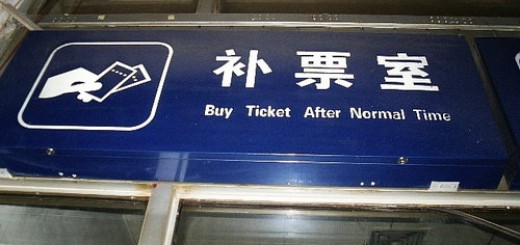 补票室
Buy Ticket After Normal Time